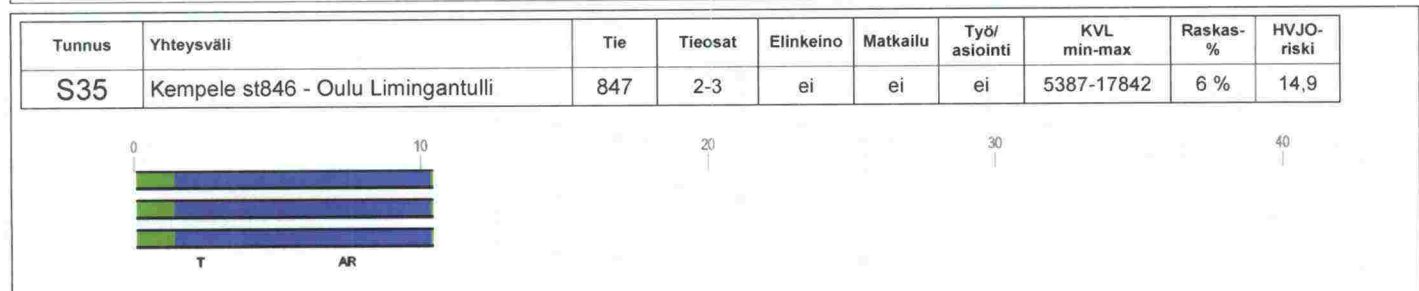 Tunnus Yhteysväli Tie Tieosat Elinkeino Matkailu Työ/ asiointi KVL min-max Raskas- % HVJO- riski
S35 Kempele st846 - Oulu Limingantulli 847 2-3 ei ei ei 5387-17842 6 % 14,9
0 10 20 30 40
T AR